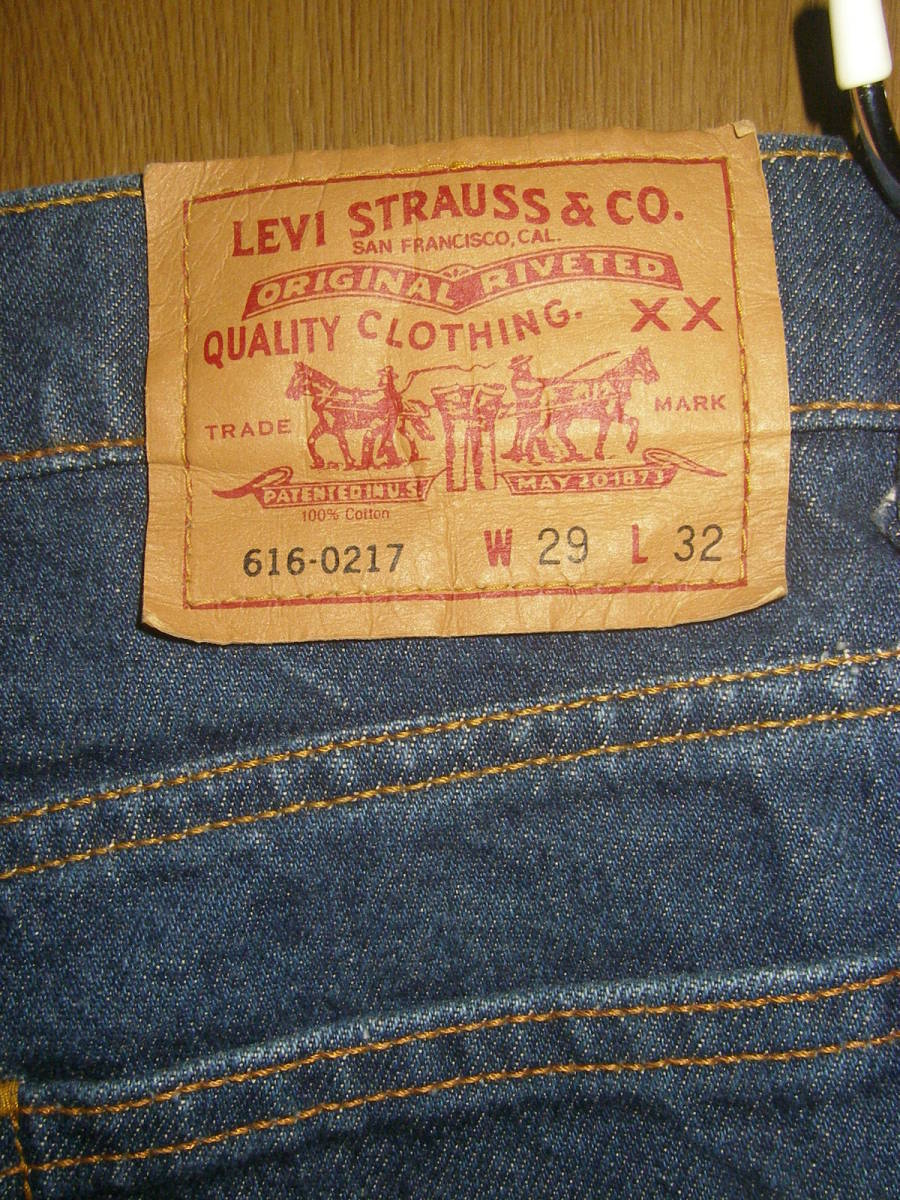 LEVI STRAUSS & CO.
SAN FRANCISCO, CAL.
ORIGINAL RIVETED
QUALITY CLOTHING. XX
TRADE MARK
PATENTED IN U.S. MAY 20 1873
100% Cotton
616-0217 W 29 L 32